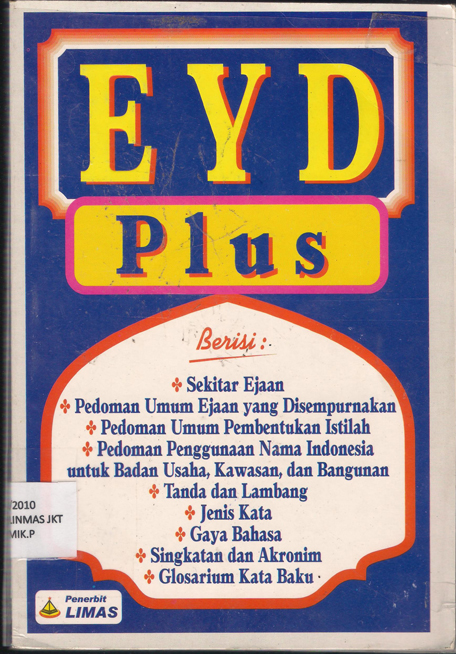 EYD
Plus
Berisi :
Sekitar Ejaan
Pedoman Umum Ejaan yang Disempurnakan
Pedoman Umum Pembentukan Istilah
Pedoman Penggunaan Nama Indonesia
untuk Badan Usaha, Kawasan, dan Bangunan
Tanda dan Lambang
Jenis Kata
Gaya Bahasa
Singkatan dan Akronim
Glosarium Kata Baku
/2010
INMAS JKT
MIK.P
Penerbit
LIMAS